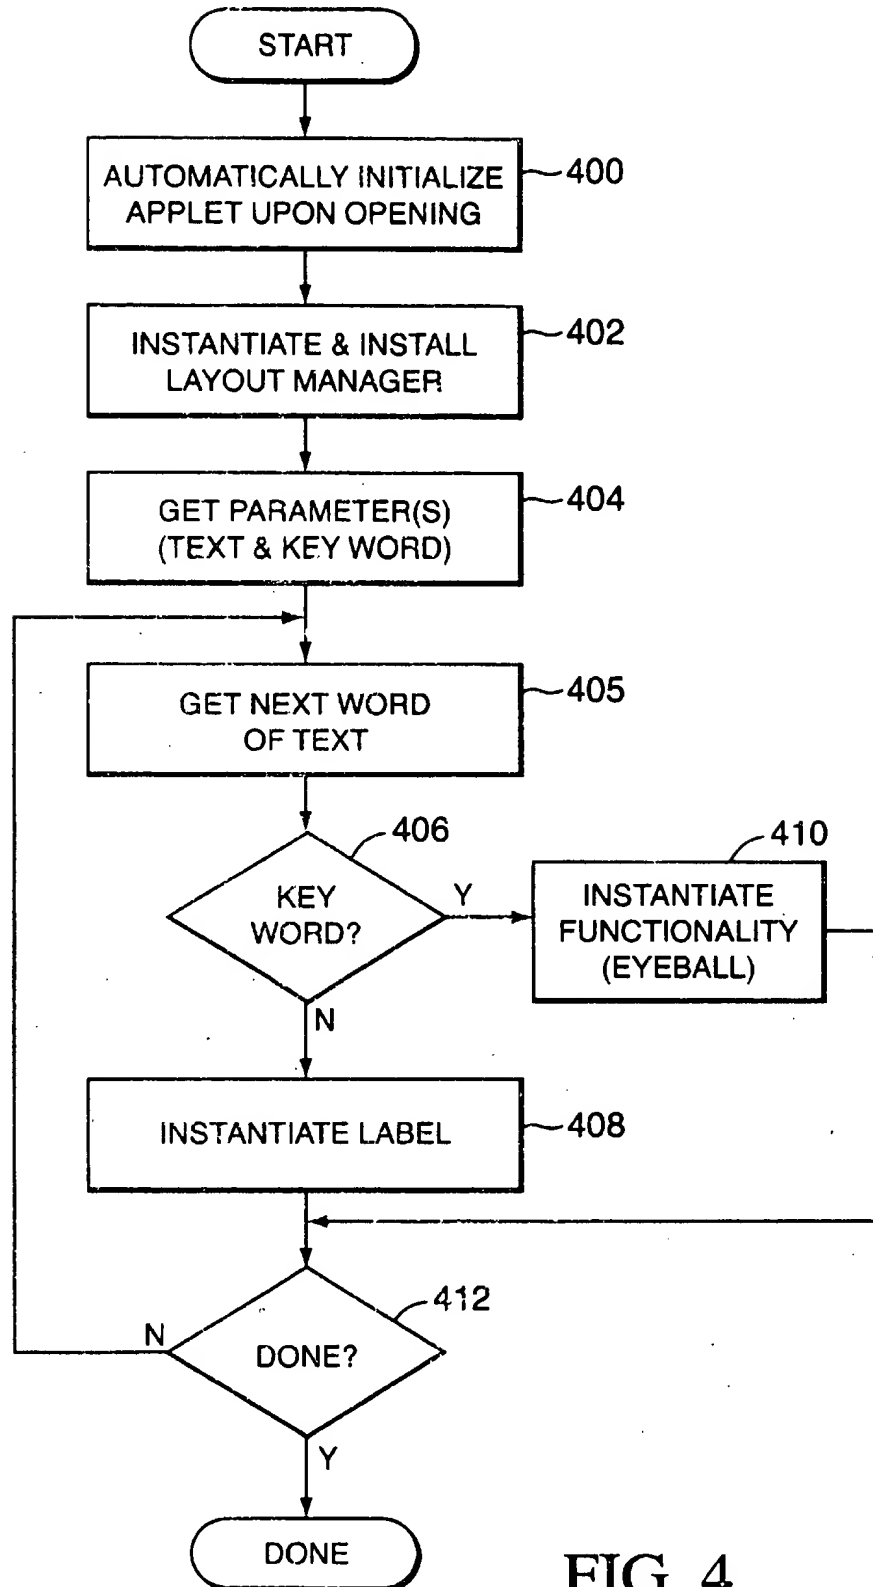 START
AUTOMATICALLY INITIALIZE
APPLET UPON OPENING
400
INSTANTIATE & INSTALL
LAYOUT MANAGER
402
GET PARAMETER(S)
(TEXT & KEY WORD)
404
GET NEXT WORD
OF TEXT
405
406
KEY
WORD?
Y
N
410
INSTANTIATE
FUNCTIONALITY
(EYEBALL)
INSTANTIATE LABEL
408
412
DONE?
N
Y
DONE
FIG. 4